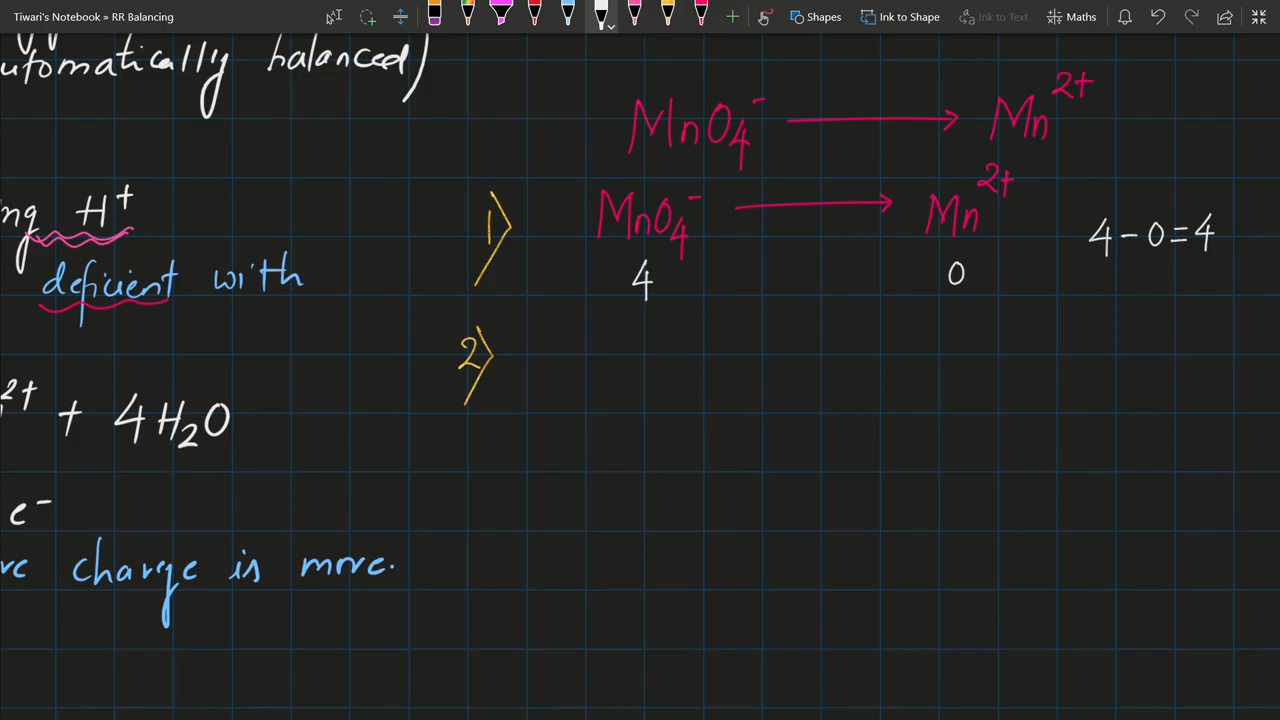 Tiwari's Notebook » RR Balancing
Shapes
Ink to Shape
Ink to Text
Maths
utomatically balanced)
MnO₄⁻ ⟶ Mn²⁺
ng H⁺
1⟩ MnO₄⁻ ⟶ Mn²⁺
4 0
4 - 0 = 4
deficient with
2⟩
²⁺ + 4H₂O
e⁻
ve charge is more.